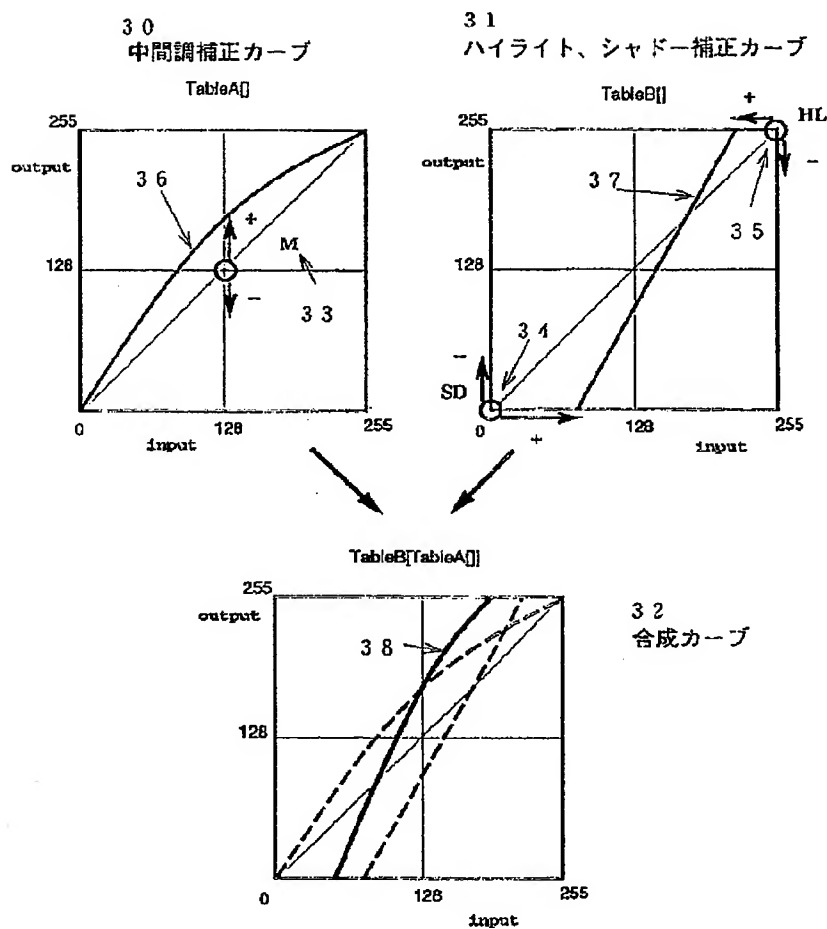 30
中間調補正カーブ
TableA[]
255
output
36
+
128
M
-
33
0
128
255
input
31
ハイライト、シャドー補正カーブ
TableB[]
+
HL
255
-
output
37
35
128
34
-
SD
0
128
255
+
input
TableB[TableA[]]
255
output
38
32
合成カーブ
128
0
128
255
input